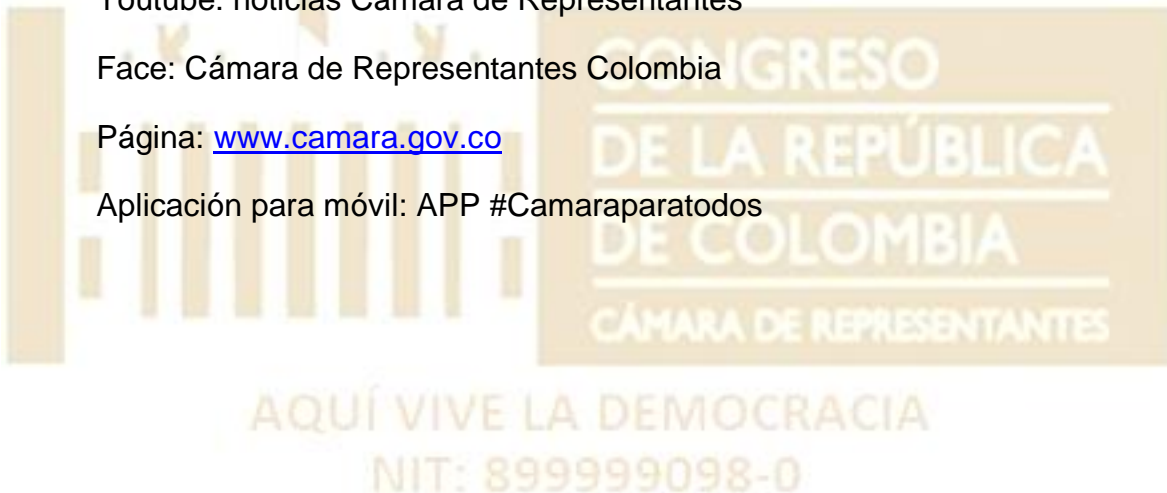 Youtube: noticias Cámara de Representantes
Face: Cámara de Representantes Colombia
Página: www.camara.gov.co
Aplicación para móvil: APP #Camaraparatodos
CONGRESO
DE LA REPÚBLICA
DE COLOMBIA
CÁMARA DE REPRESENTANTES
AQUÍ VIVE LA DEMOCRACIA
NIT: 899999098-0